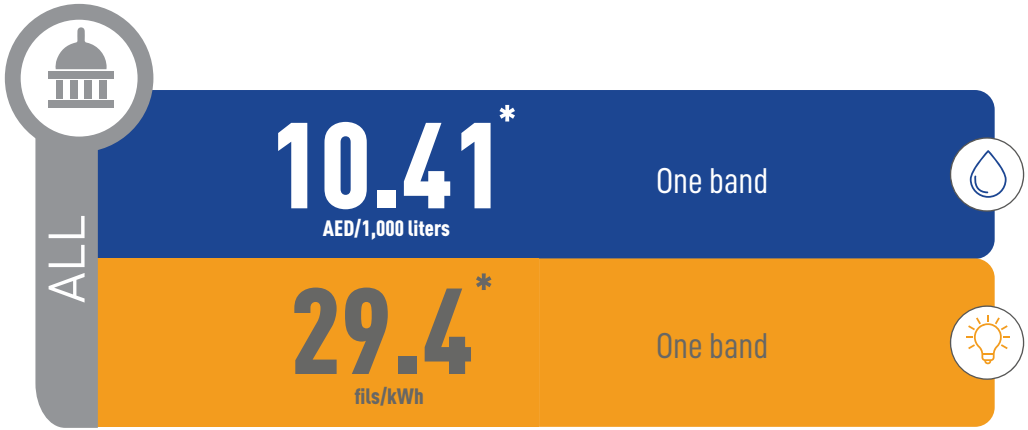 ALL
10.41*
AED/1,000 liters
One band
29.4*
fils/kWh
One band